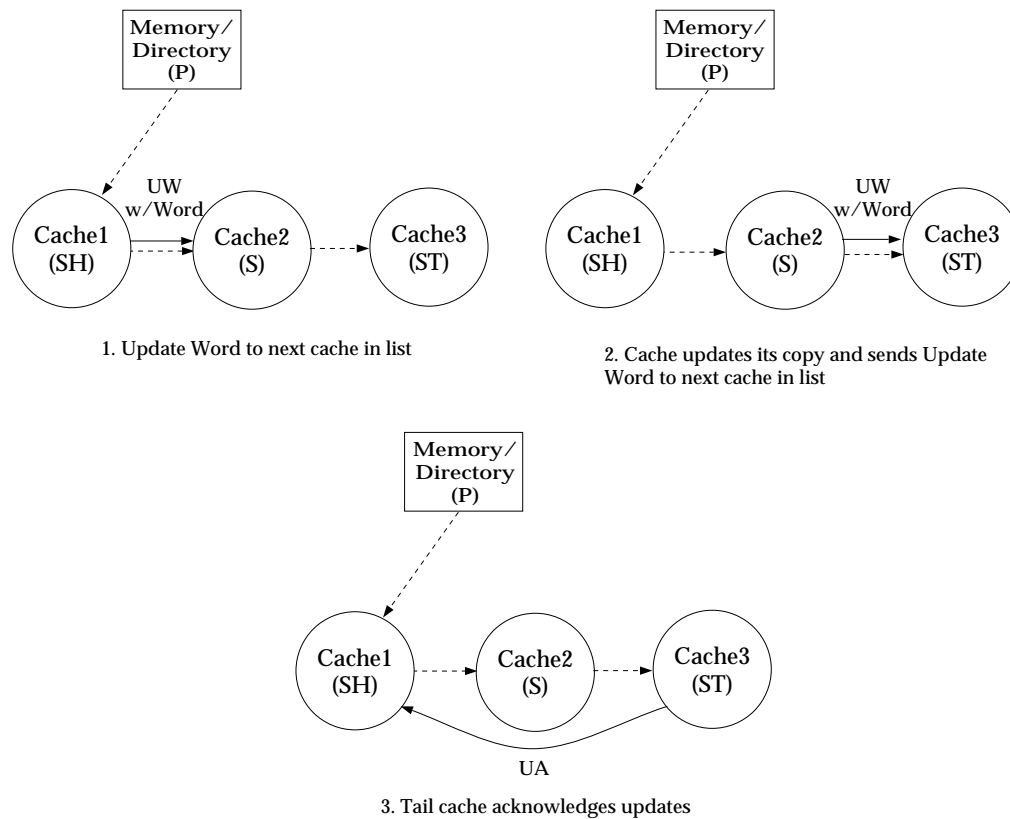 Memory/
Directory
(P)
UW
w/Word
Cache1
(SH)
Cache2
(S)
Cache3
(ST)
1. Update Word to next cache in list
Memory/
Directory
(P)
UW
w/Word
Cache1
(SH)
Cache2
(S)
Cache3
(ST)
2. Cache updates its copy and sends Update
Word to next cache in list
Memory/
Directory
(P)
Cache1
(SH)
Cache2
(S)
Cache3
(ST)
UA
3. Tail cache acknowledges updates